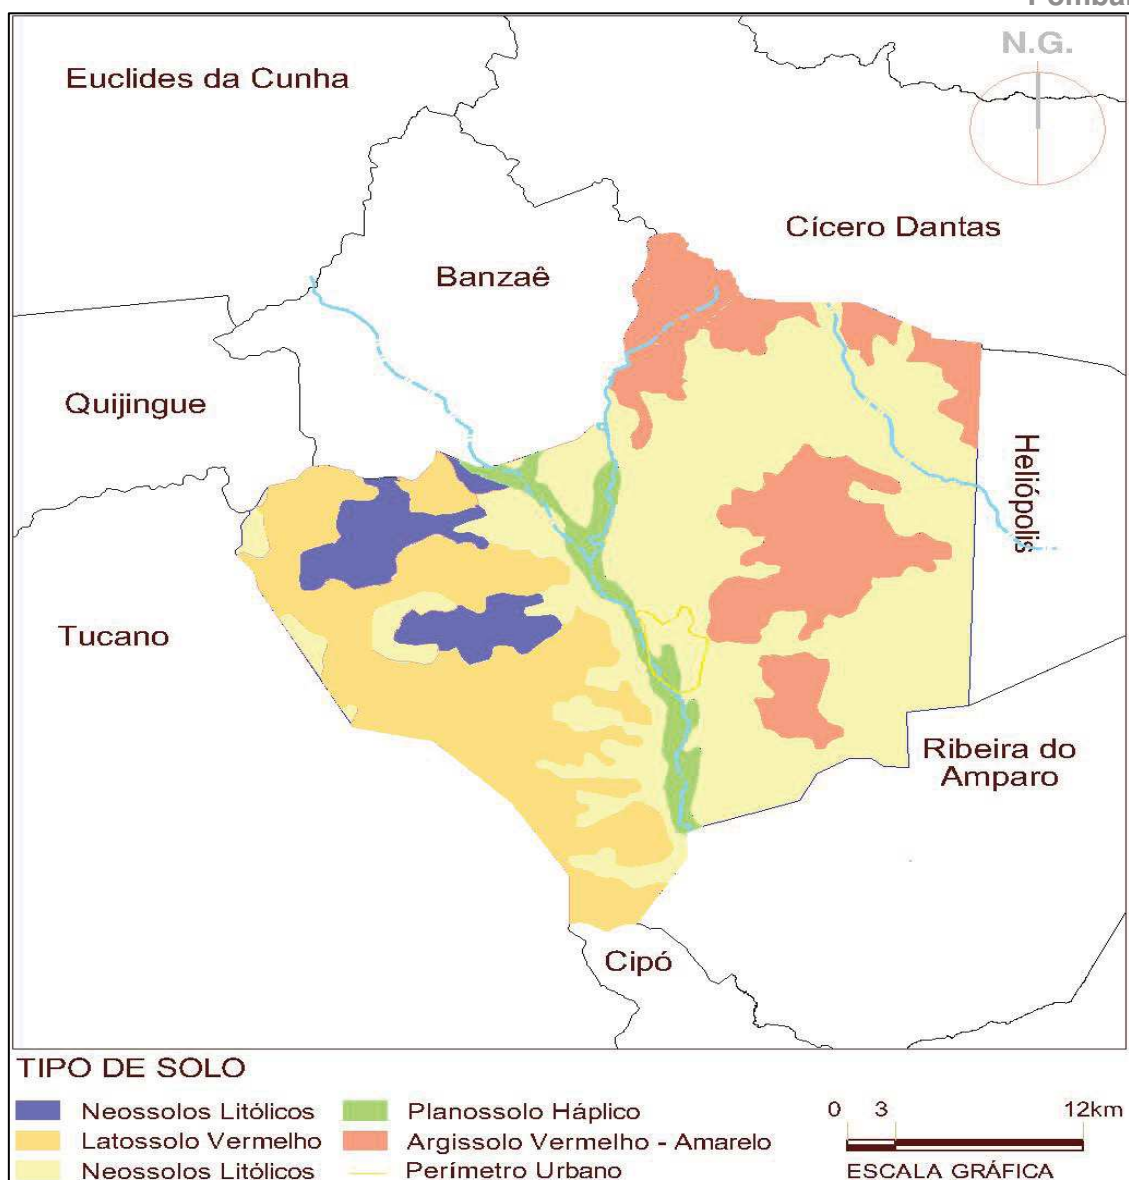 N.G.
Euclides da Cunha
Cícero Dantas
Banzaê
Quijingue
Heliópolis
Tucano
Ribeira do
Amparo
Cipó
TIPO DE SOLO
Neossolos Litólicos
Planossolo Háplico
0 3 12km
Latossolo Vermelho
Argissolo Vermelho - Amarelo
Neossolos Litólicos
Perímetro Urbano
ESCALA GRÁFICA